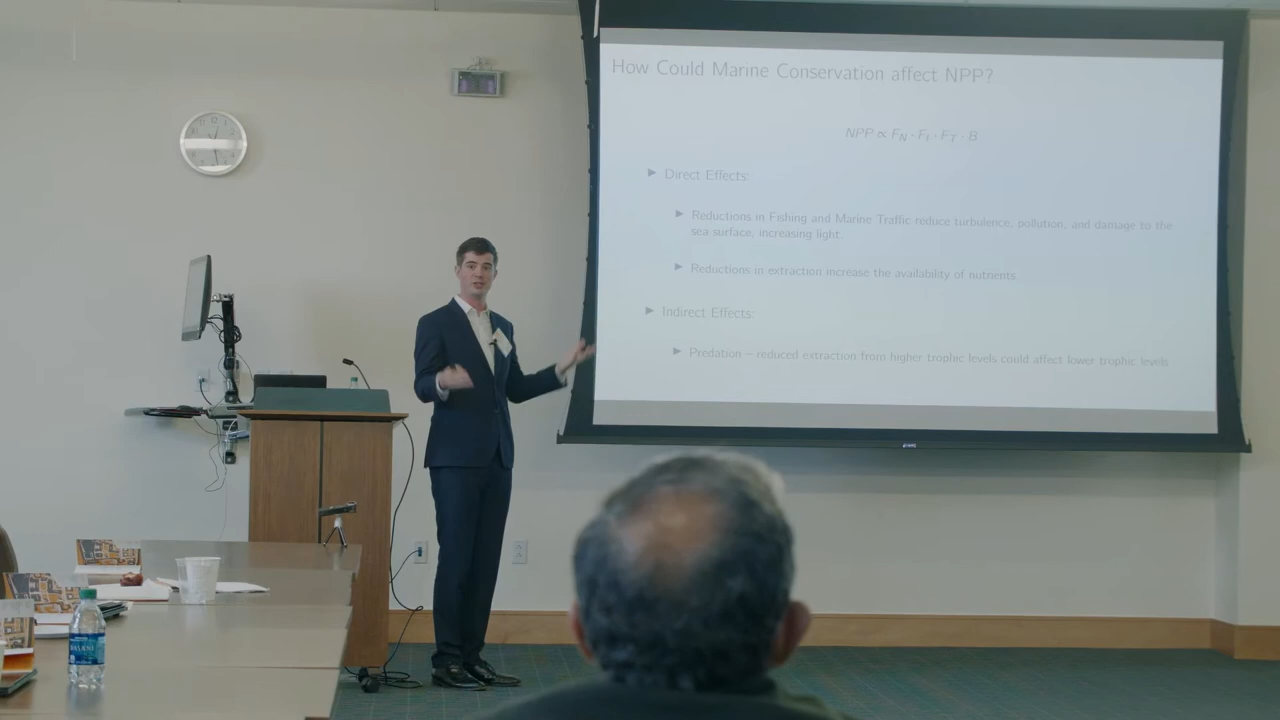 How Could Marine Conservation affect NPP?
NPP ∝ F_N · F_I · F_T · B
► Direct Effects:
► Reductions in Fishing and Marine Traffic reduce turbulence, pollution, and damage to the
sea surface, increasing light.
► Reductions in extraction increase the availability of nutrients
► Indirect Effects:
► Predation – reduced extraction from higher trophic levels could affect lower trophic levels
DASANI